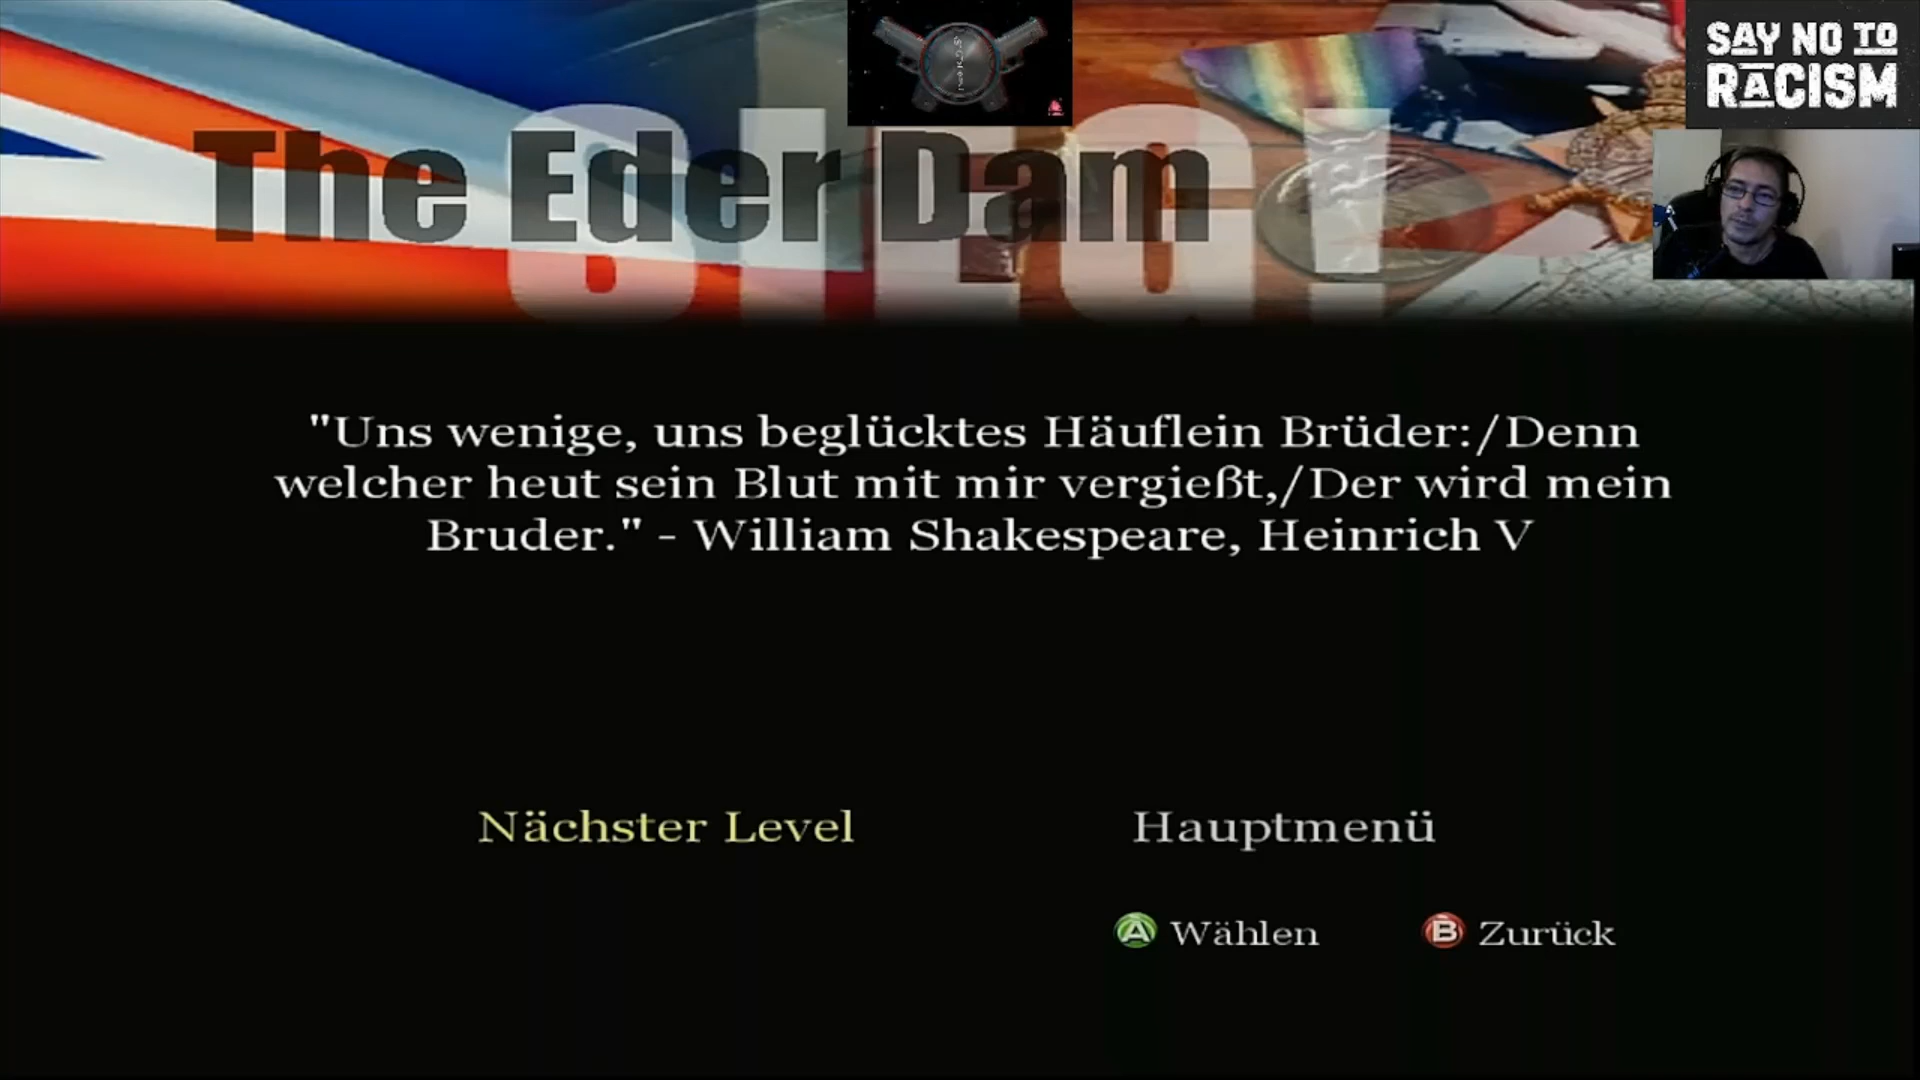 SAY NO TO
RACISM
SIEG!
The Eder Dam
"Uns wenige, uns beglücktes Häuflein Brüder:/Denn
welcher heut sein Blut mit mir vergießt,/Der wird mein
Bruder." - William Shakespeare, Heinrich V
Nächster Level
Hauptmenü
A Wählen
B Zurück